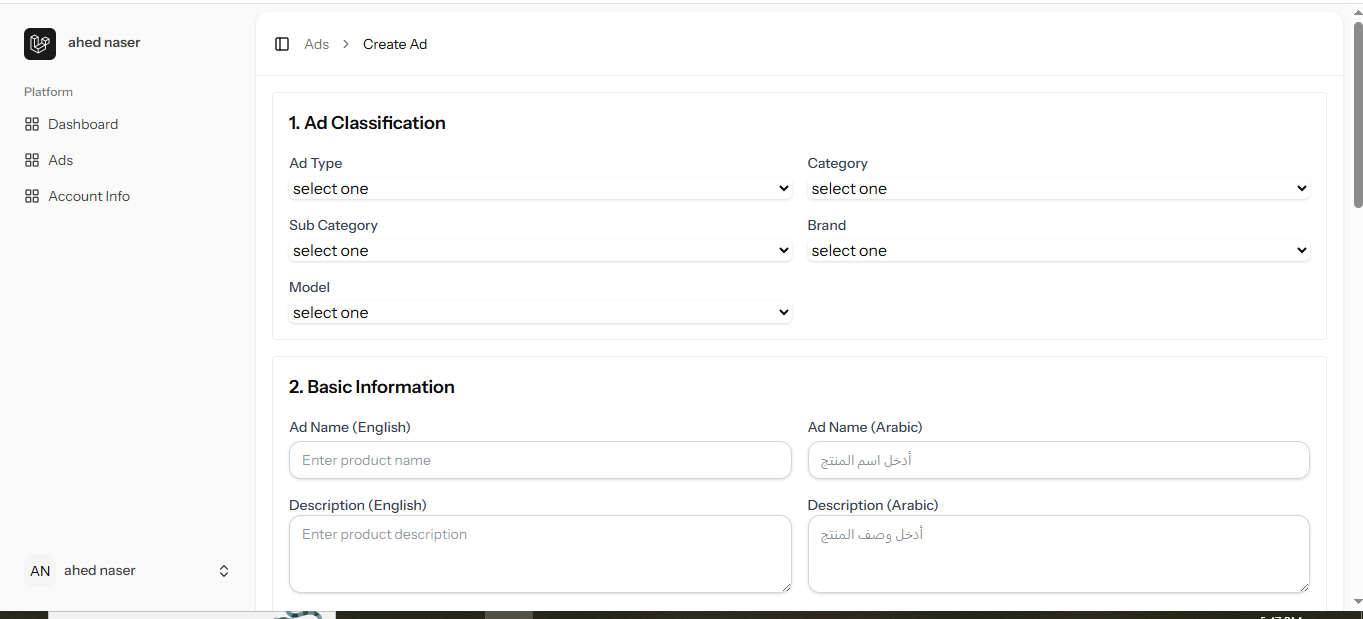 ahed naser
Platform
Dashboard
Ads
Account Info
AN ahed naser
Ads > Create Ad
1. Ad Classification
Ad Type
select one
Category
select one
Sub Category
select one
Brand
select one
Model
select one
2. Basic Information
Ad Name (English)
Enter product name
Ad Name (Arabic)
أدخل اسم المنتج
Description (English)
Enter product description
Description (Arabic)
أدخل وصف المنتج